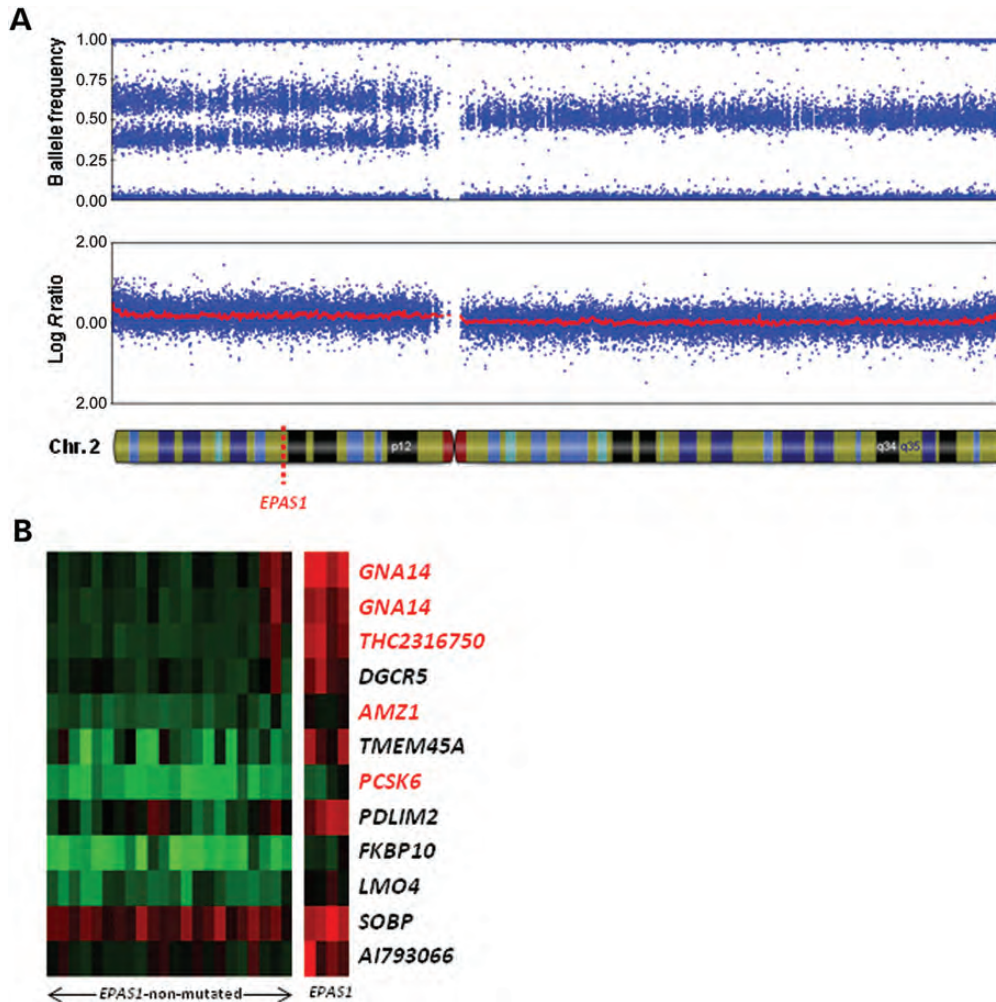 A
B allele frequency
1.00
0.75
0.50
0.25
0.00
Log R ratio
2.00
0.00
2.00
Chr.2
p12
q34
q35
EPAS1
B
GNA14
GNA14
THC2316750
DGCR5
AMZ1
TMEM45A
PCSK6
PDLIM2
FKBP10
LMO4
SOBP
AI793066
EPAS1-non-mutated
EPAS1